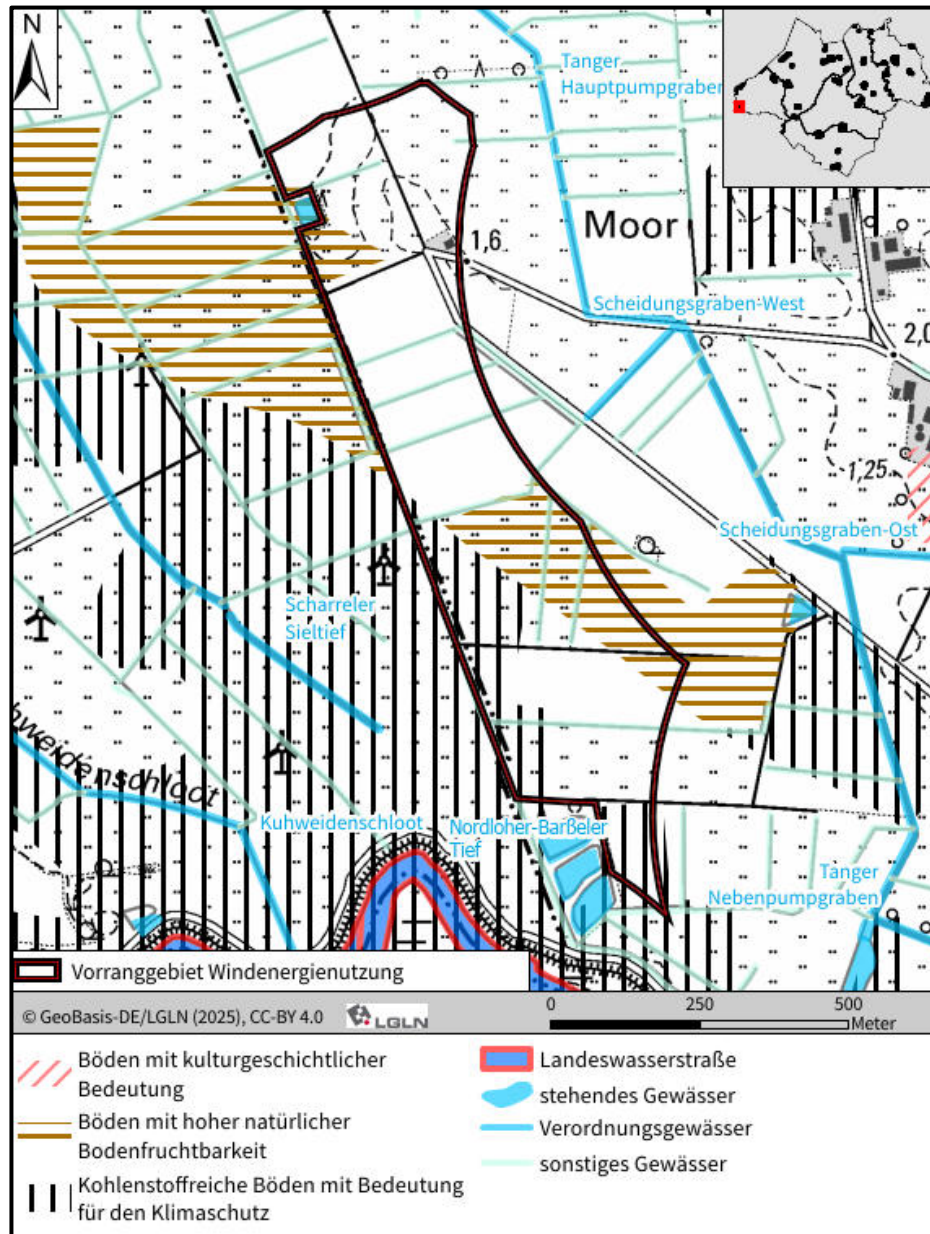 N
Tanger
Hauptpumpgraben
Moor
1,6
Scheidungsgraben-West
2,0
1,25
Scheidungsgraben-Ost
Scharreler
Sieltief
hweidenschloot
Kuhweidenschloot
Nordloher-Barßeler
Tief
Tanger
Nebenpumpgraben
Vorranggebiet Windenergienutzung
© GeoBasis-DE/LGLN (2025), CC-BY 4.0
LGLN
0 250 500
Meter
Böden mit kulturgeschichtlicher
Bedeutung
Böden mit hoher natürlicher
Bodenfruchtbarkeit
Kohlenstoffreiche Böden mit Bedeutung
für den Klimaschutz
Landeswasserstraße
stehendes Gewässer
Verordnungsgewässer
sonstiges Gewässer